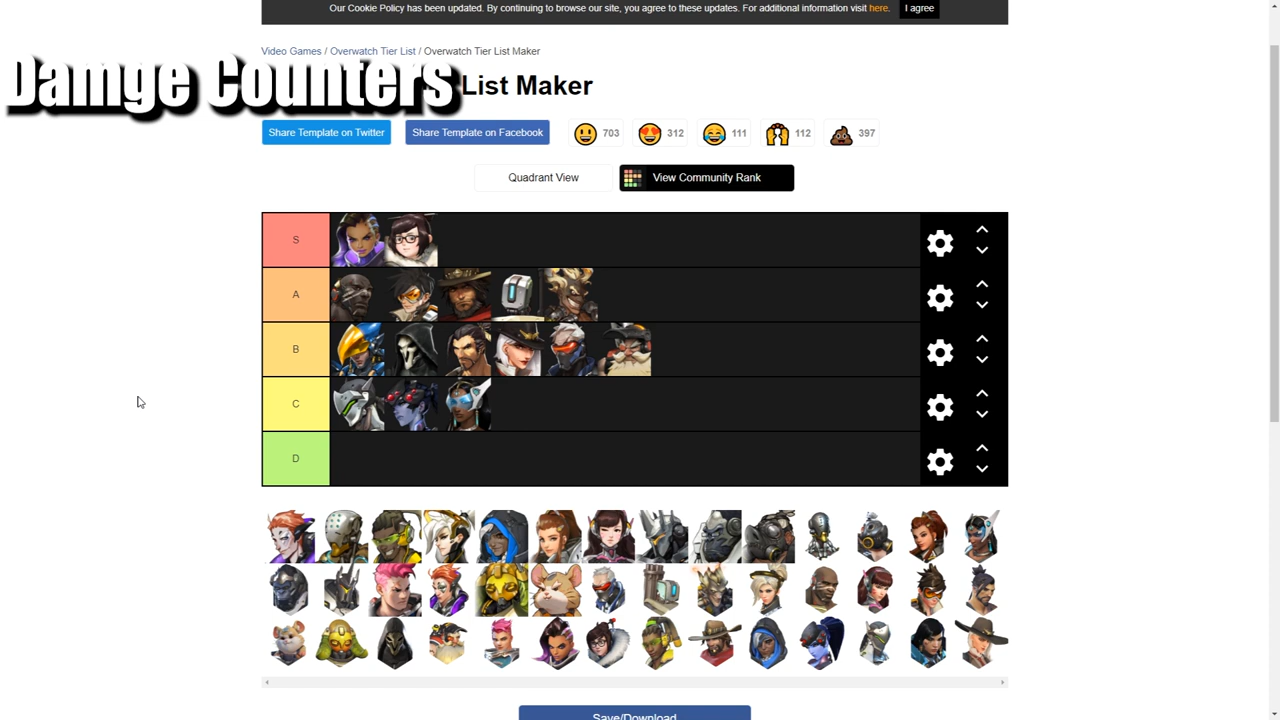 Our Cookie Policy has been updated. By continuing to browse our site, you agree to these updates. For additional information visit here. I agree
Video Games / Overwatch Tier List / Overwatch Tier List Maker
Damge Counters
List Maker
Share Template on Twitter Share Template on Facebook 703 312 111 112 397
Quadrant View View Community Rank
S
A
B
C
D
Save/Download